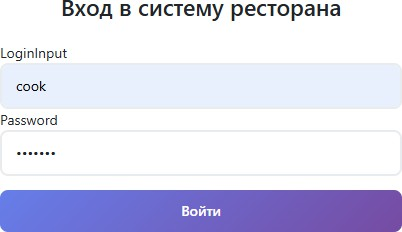 Вход в систему ресторана
LoginInput
cook
Password
•••••••
Войти